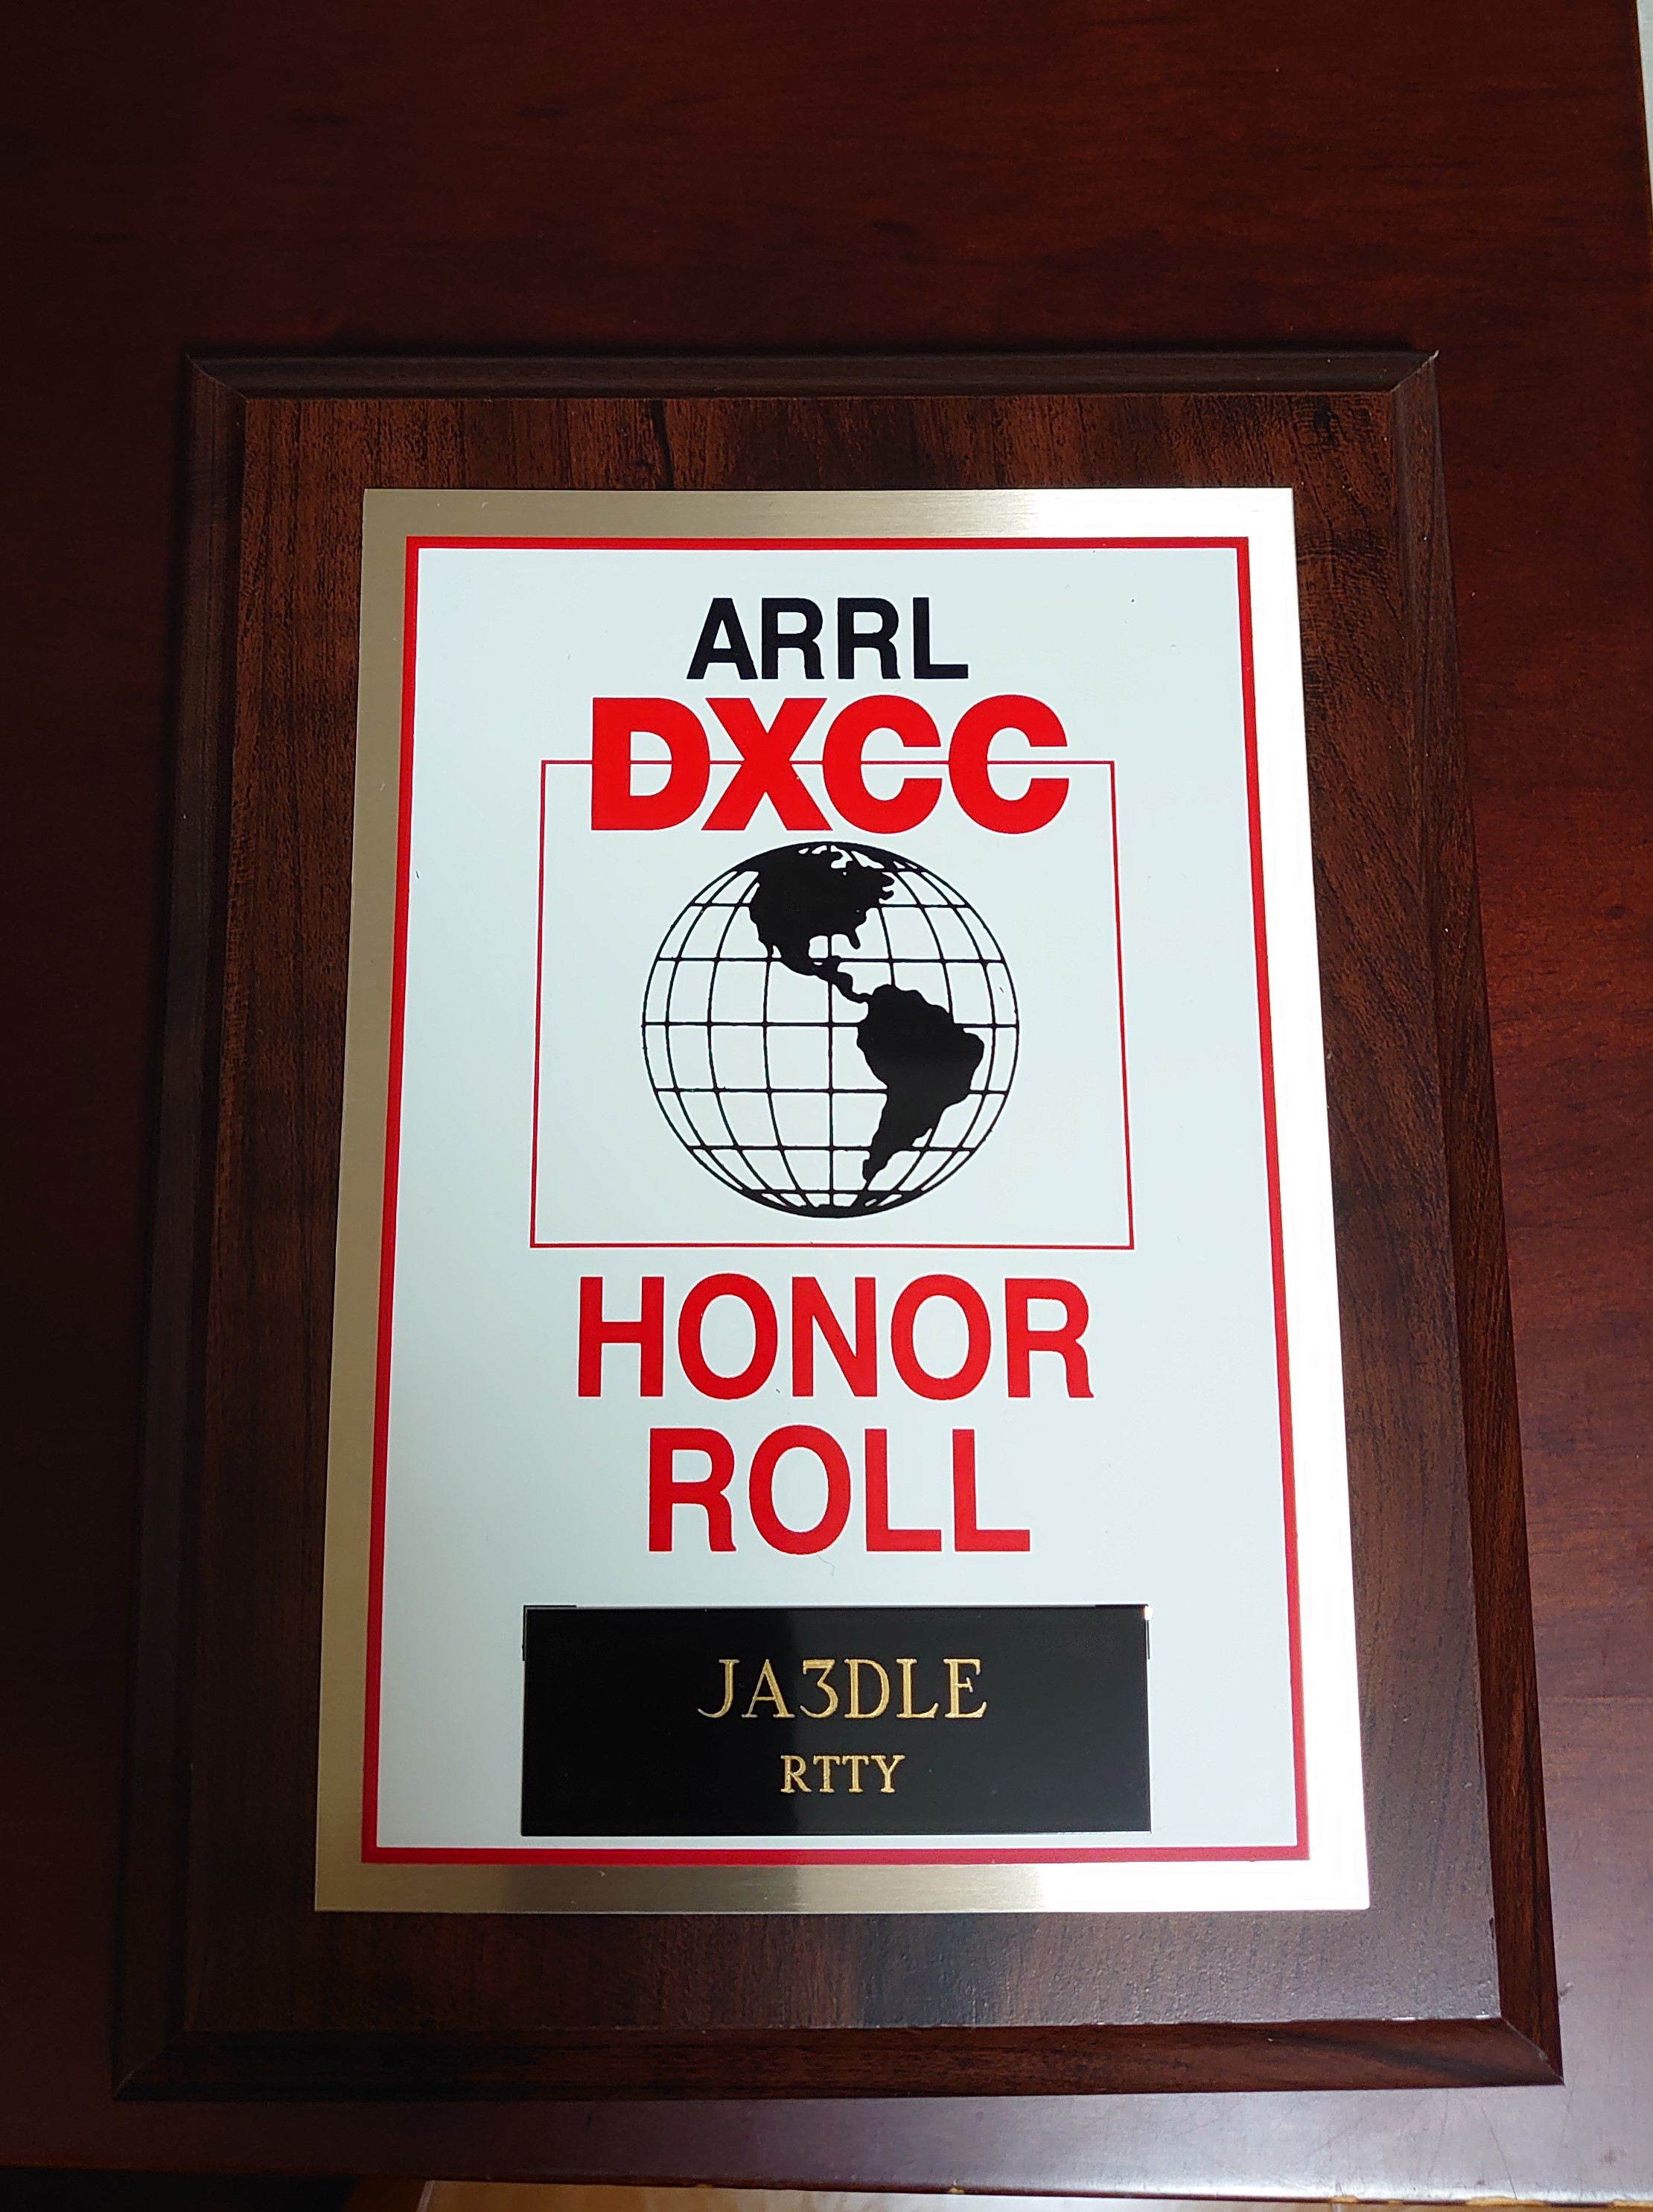 ARRL
DXCC
HONOR
ROLL
JA3DLE
RTTY